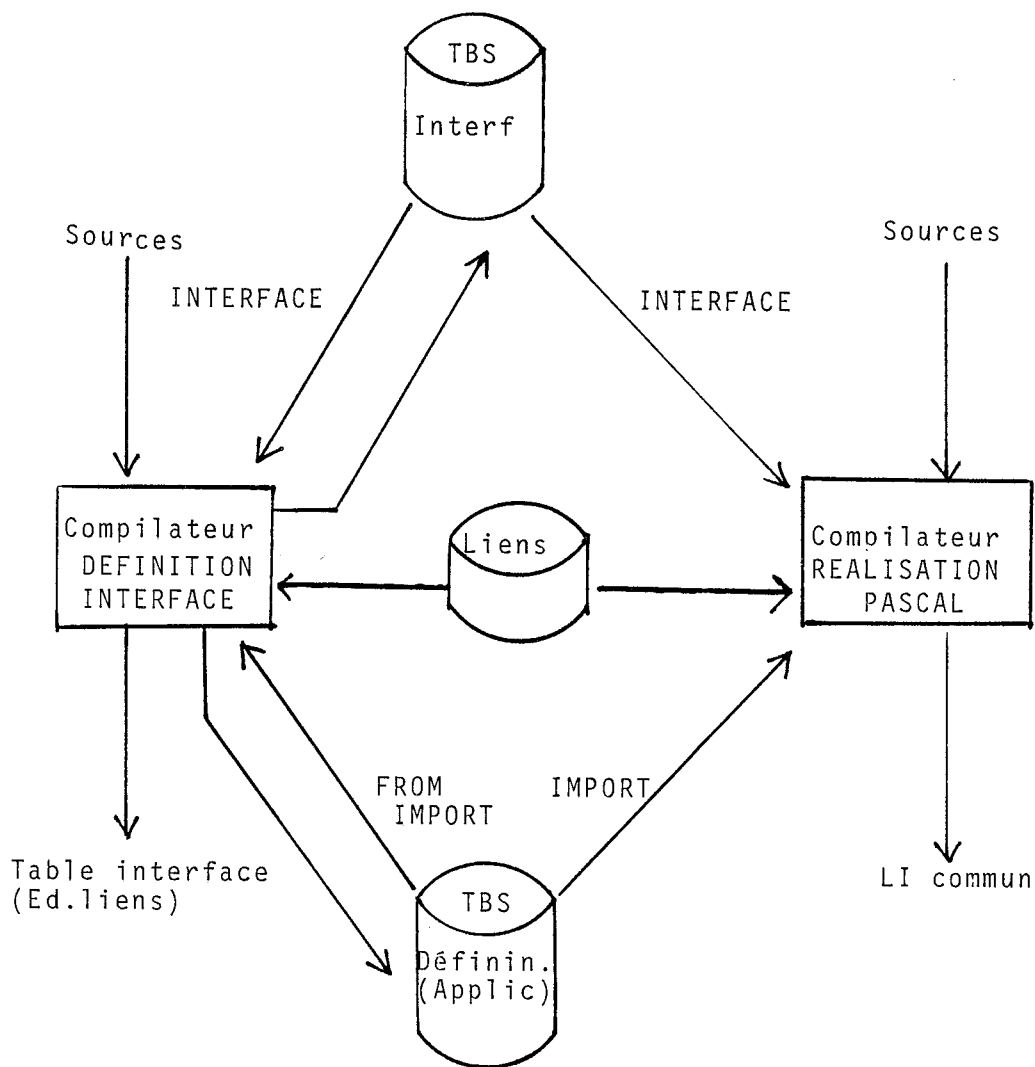 TBS
Interf
Sources
Sources
INTERFACE
INTERFACE
Compilateur
DEFINITION
INTERFACE
Liens
Compilateur
REALISATION
PASCAL
FROM
IMPORT
IMPORT
Table interface
(Ed.liens)
TBS
Définin.
(Applic)
LI commun